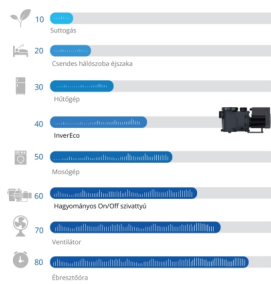 10
Suttogás
20
Csendes hálószoba éjszaka
30
Hűtőgép
40
InverEco
50
Mosógép
60
Hagyományos On/Off szivattyú
70
Ventilátor
80
Ébresztőóra